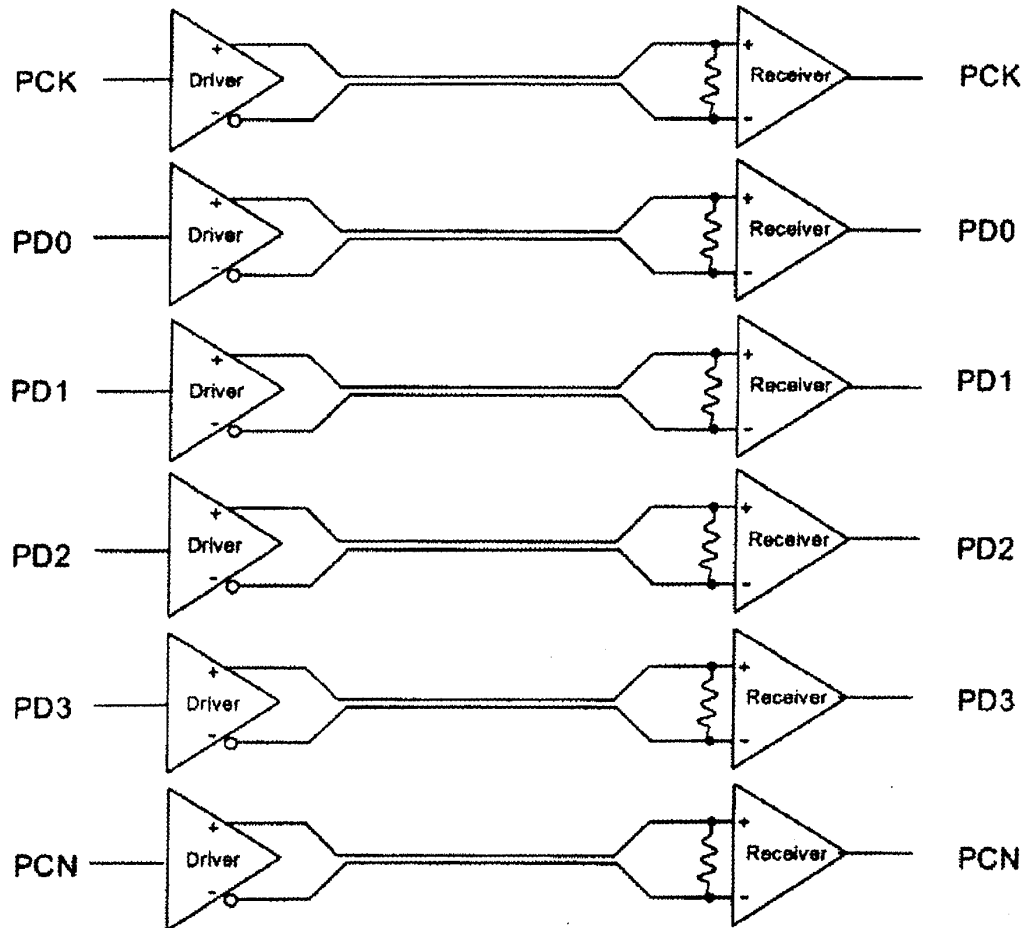 PCK + Driver - + Receiver - PCK
PD0 + Driver - + Receiver - PD0
PD1 + Driver - + Receiver - PD1
PD2 + Driver - + Receiver - PD2
PD3 + Driver - + Receiver - PD3
PCN + Driver - + Receiver - PCN